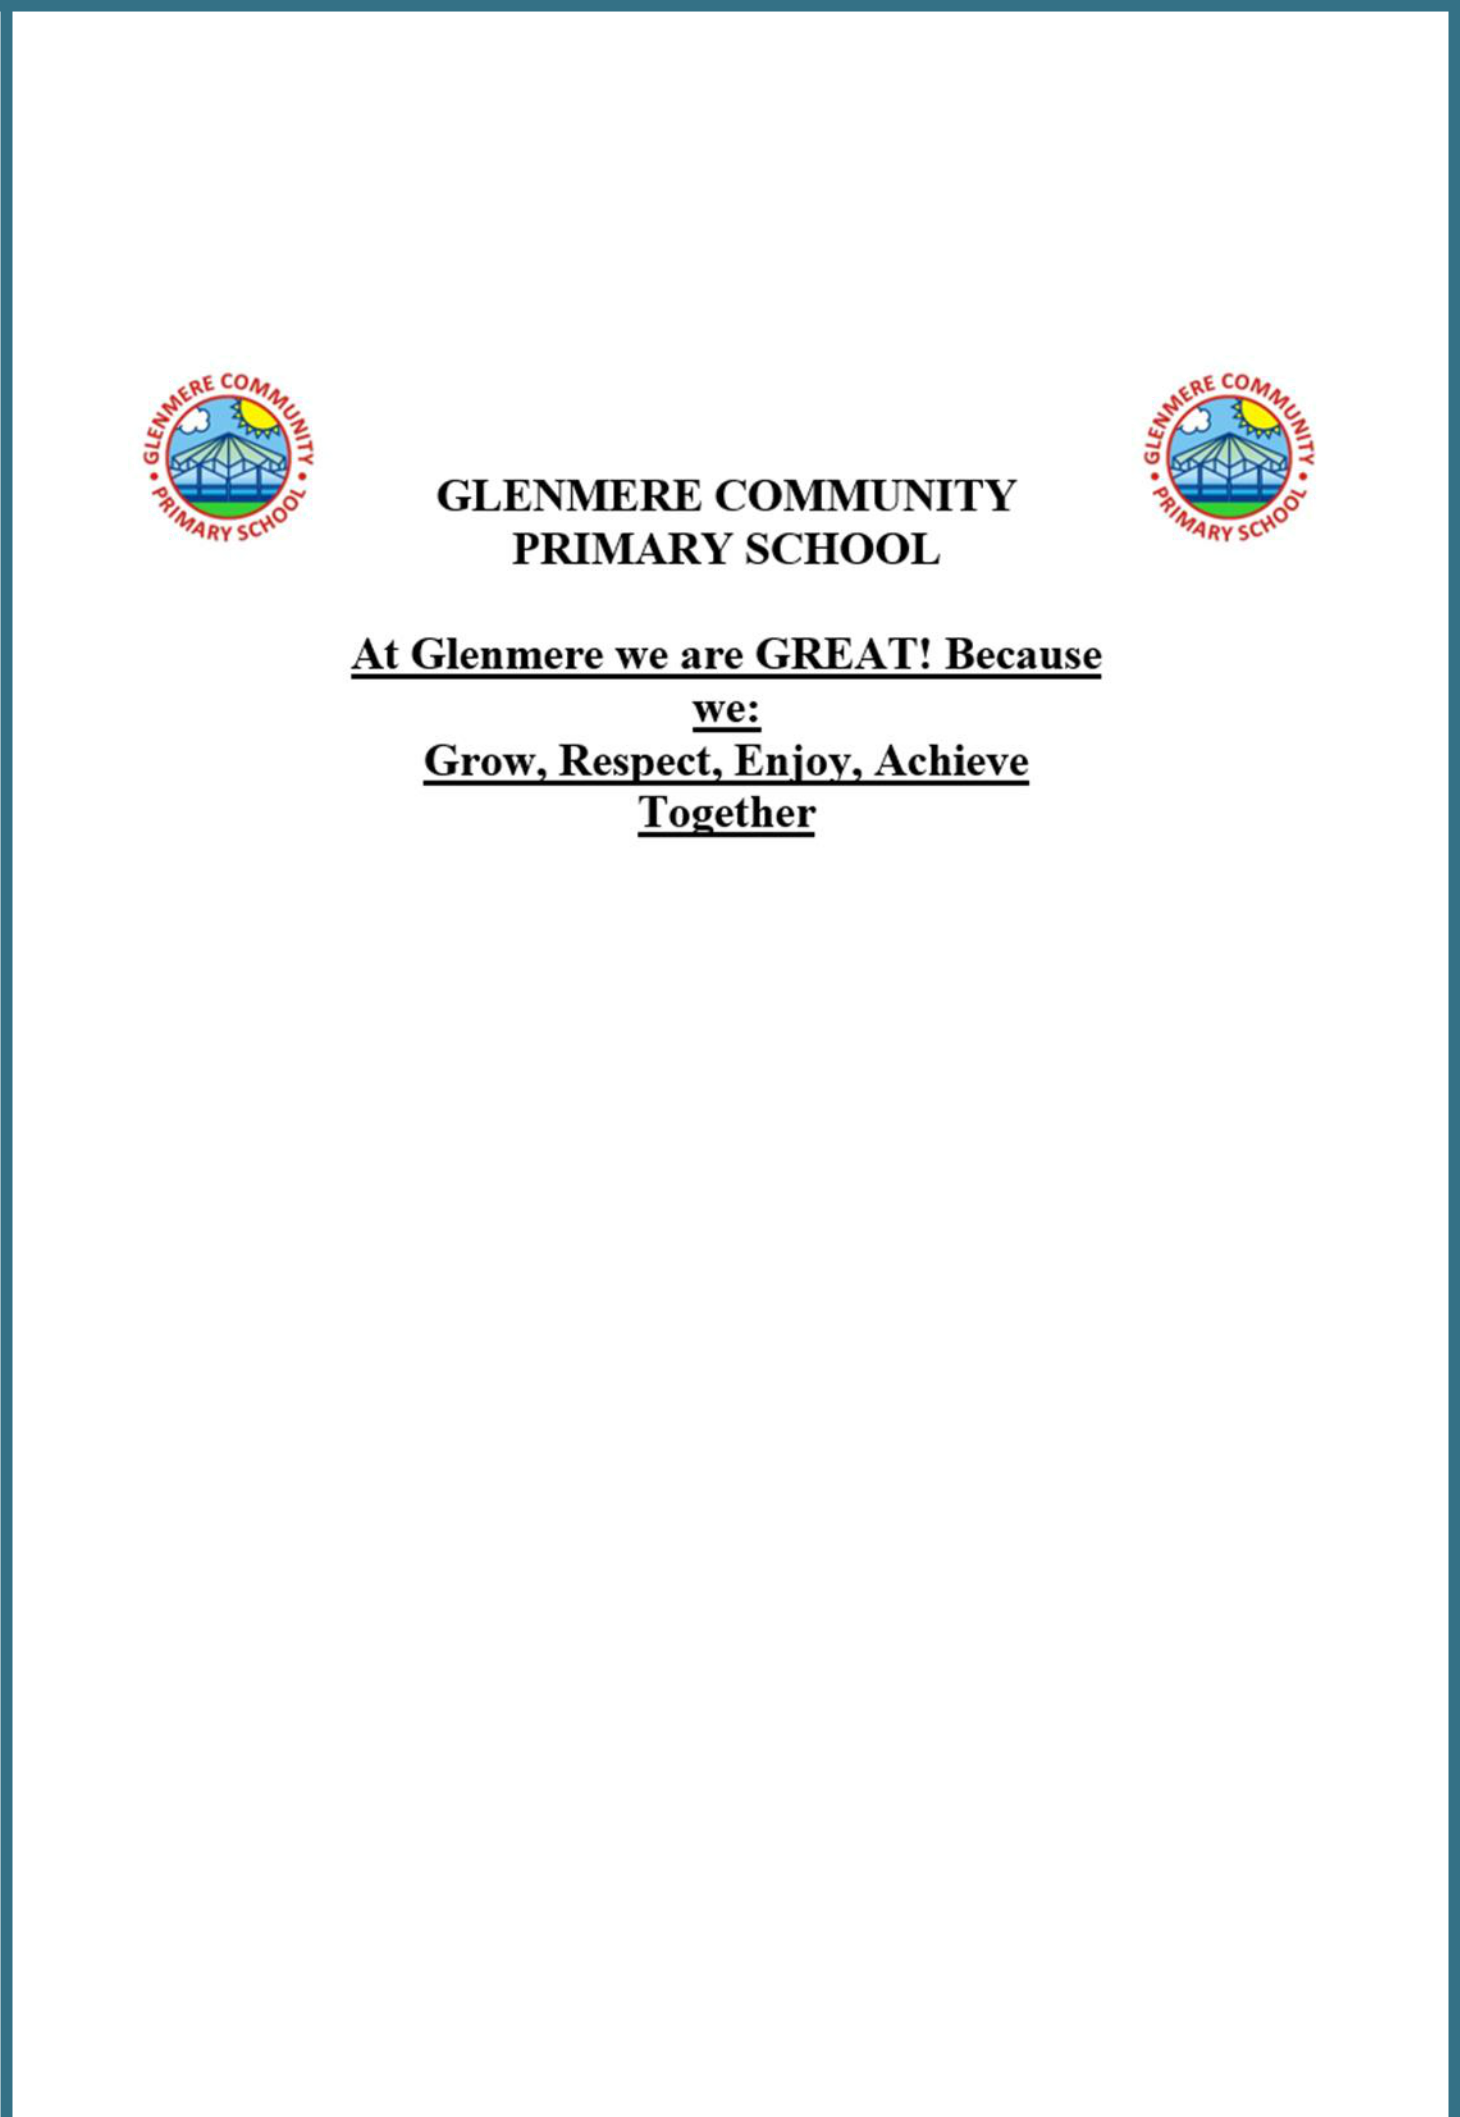 GLENMERE COMMUNITY
PRIMARY SCHOOL
GLENMERE COMMUNITY
PRIMARY SCHOOL
GLENMERE COMMUNITY
PRIMARY SCHOOL
At Glenmere we are GREAT! Because
we:
Grow, Respect, Enjoy, Achieve
Together